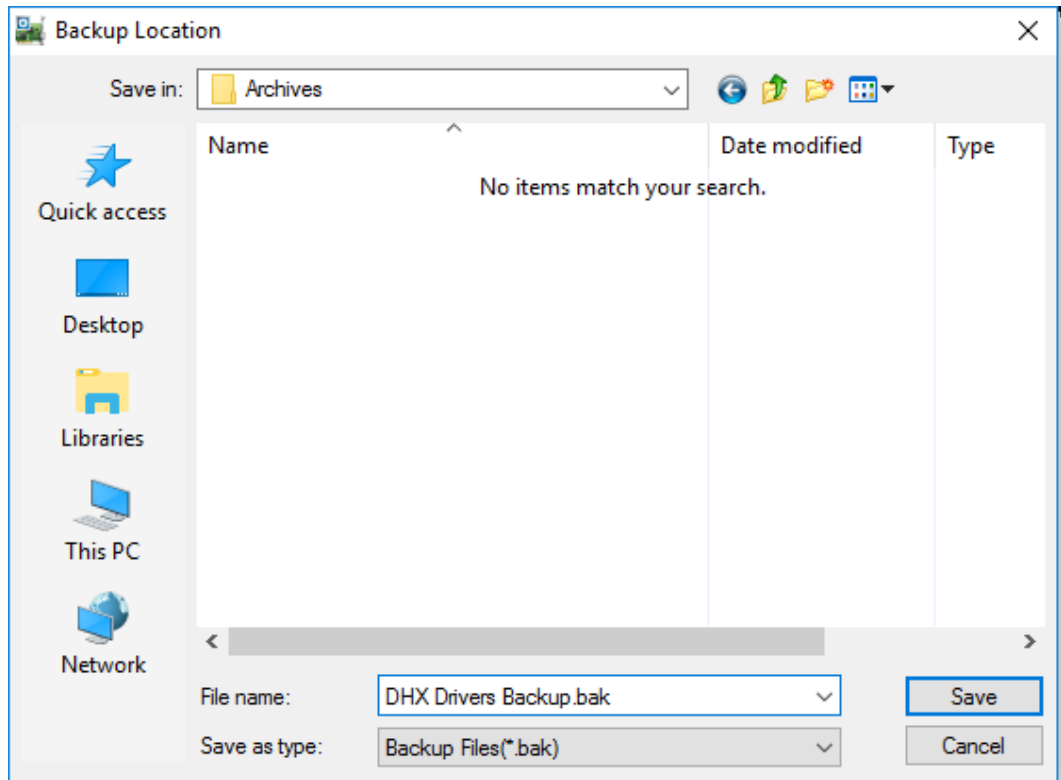 Backup Location
Save in: Archives
Name Date modified Type
No items match your search.
Quick access
Desktop
Libraries
This PC
Network
File name: DHX Drivers Backup.bak Save
Save as type: Backup Files(*.bak) Cancel